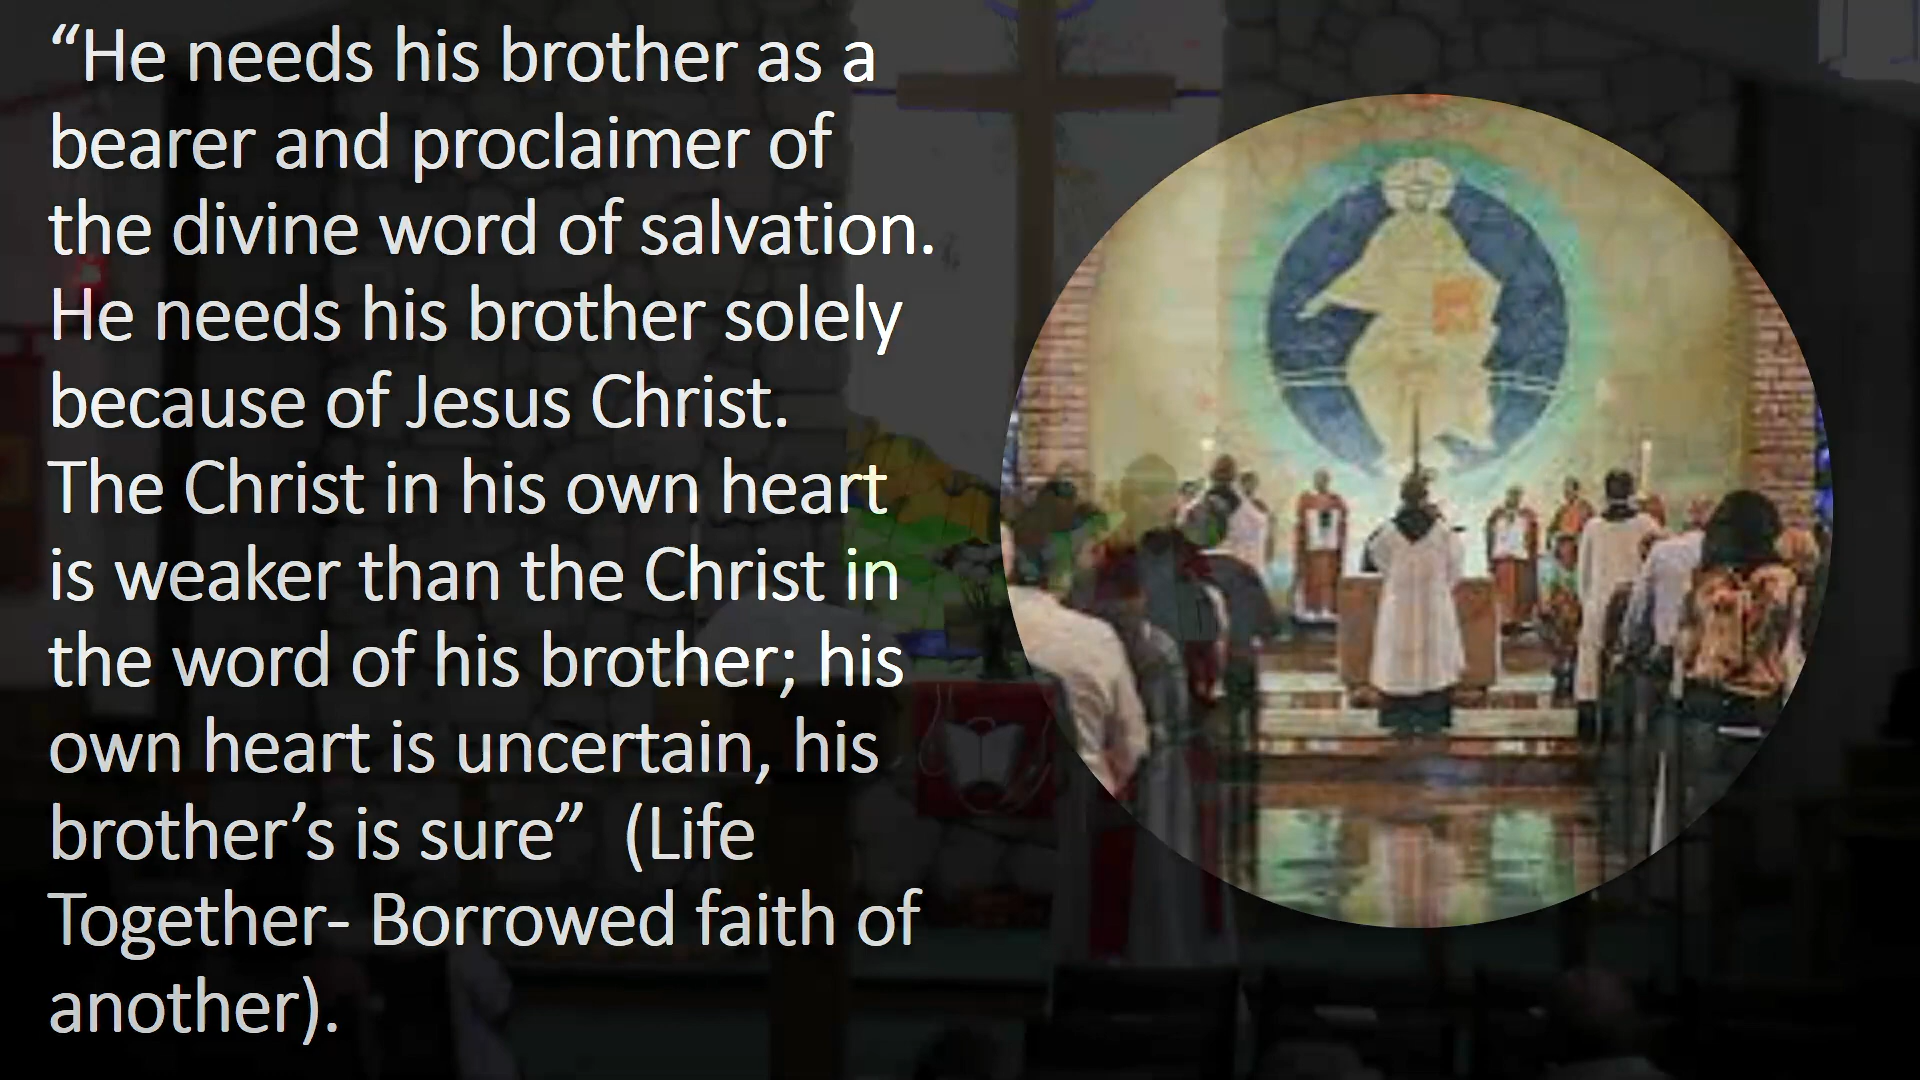 “He needs his brother as a
bearer and proclaimer of
the divine word of salvation.
He needs his brother solely
because of Jesus Christ.
The Christ in his own heart
is weaker than the Christ in
the word of his brother; his
own heart is uncertain, his
brother’s is sure”  (Life
Together- Borrowed faith of
another).